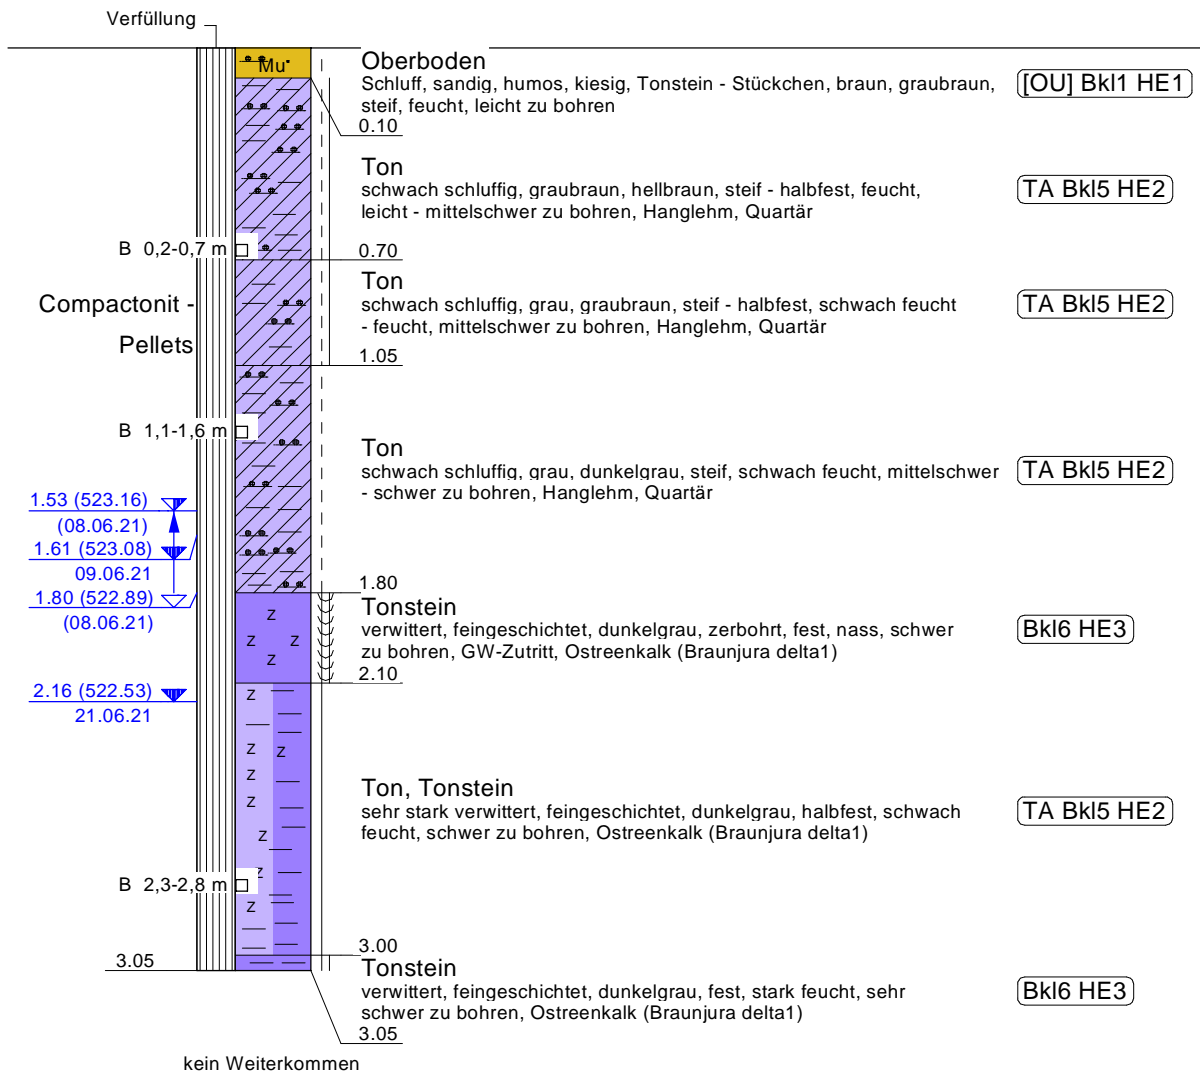 Verfüllung
Mu
Oberboden
Schluff, sandig, humos, kiesig, Tonstein - Stückchen, braun, graubraun,
steif, feucht, leicht zu bohren
[OU] Bkl1 HE1
0.10
Ton
schwach schluffig, graubraun, hellbraun, steif - halbfest, feucht,
leicht - mittelschwer zu bohren, Hanglehm, Quartär
TA Bkl5 HE2
B 0,2-0,7 m
0.70
Ton
schwach schluffig, grau, graubraun, steif - halbfest, schwach feucht
- feucht, mittelschwer zu bohren, Hanglehm, Quartär
TA Bkl5 HE2
Compactonit -
Pellets
1.05
B 1,1-1,6 m
Ton
schwach schluffig, grau, dunkelgrau, steif, schwach feucht, mittelschwer
- schwer zu bohren, Hanglehm, Quartär
TA Bkl5 HE2
1.53 (523.16)
(08.06.21)
1.61 (523.08)
09.06.21
1.80 (522.89)
(08.06.21)
1.80
Tonstein
verwittert, feingeschichtet, dunkelgrau, zerbohrt, fest, nass, schwer
zu bohren, GW-Zutritt, Ostreenkalk (Braunjura delta1)
Bkl6 HE3
Z
Z Z
Z
2.10
2.16 (522.53)
21.06.21
Z
Z Z
Z
Z
Z
Z
Z
Ton, Tonstein
sehr stark verwittert, feingeschichtet, dunkelgrau, halbfest, schwach
feucht, schwer zu bohren, Ostreenkalk (Braunjura delta1)
TA Bkl5 HE2
B 2,3-2,8 m
3.00
3.05
Tonstein
verwittert, feingeschichtet, dunkelgrau, fest, stark feucht, sehr
schwer zu bohren, Ostreenkalk (Braunjura delta1)
Bkl6 HE3
3.05
kein Weiterkommen